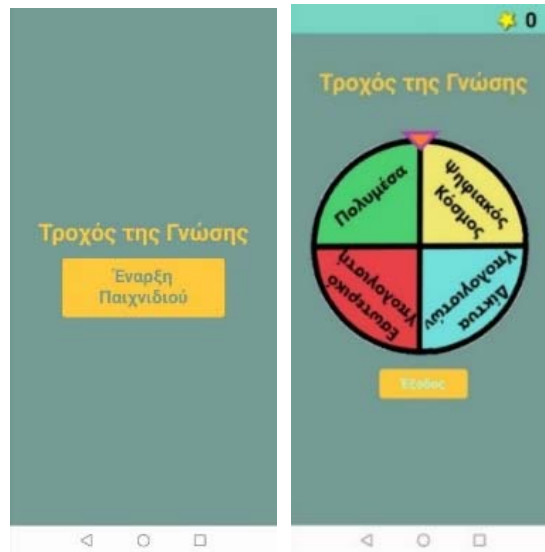 Τροχός της Γνώσης
Έναρξη
Παιχνιδιού
0
Τροχός της Γνώσης
Πολυμέσα
Ψηφιακός
Κόσμος
Εσωτερικό
Υπολογιστή
Δίκτυα
Υπολογιστών
Έξοδος